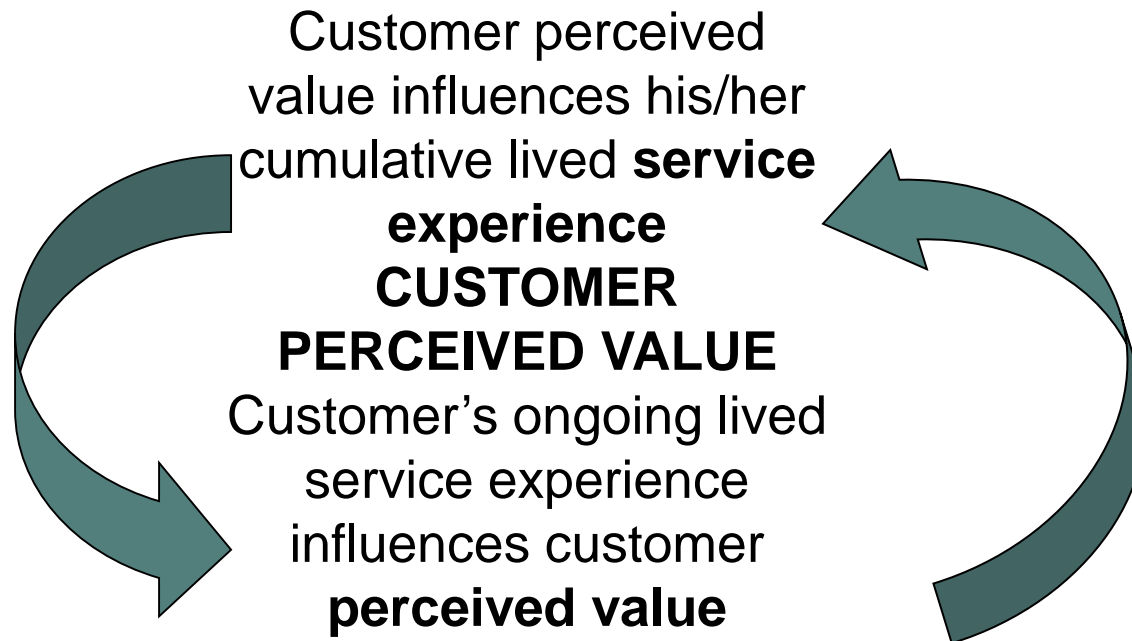 Customer perceived
value influences his/her
cumulative lived service
experience
CUSTOMER
PERCEIVED VALUE
Customer’s ongoing lived
service experience
influences customer
perceived value